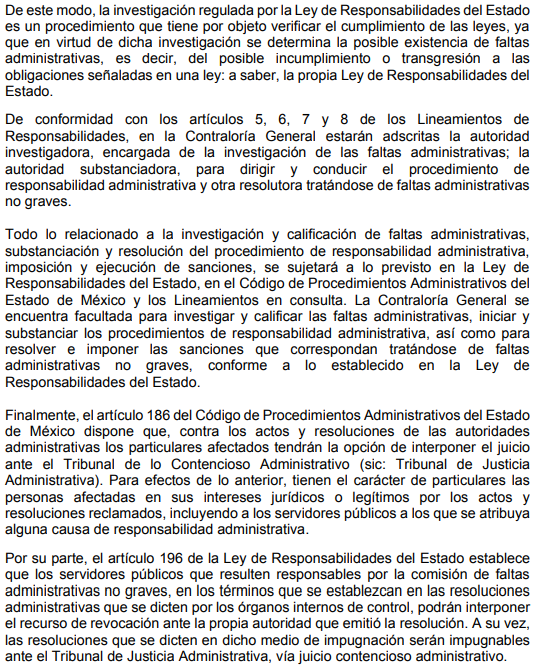 De este modo, la investigación regulada por la Ley de Responsabilidades del Estado
es un procedimiento que tiene por objeto verificar el cumplimiento de las leyes, ya
que en virtud de dicha investigación se determina la posible existencia de faltas
administrativas, es decir, del posible incumplimiento o transgresión a las
obligaciones señaladas en una ley: a saber, la propia Ley de Responsabilidades del
Estado.
De conformidad con los artículos 5, 6, 7 y 8 de los Lineamientos de
Responsabilidades, en la Contraloría General estarán adscritas la autoridad
investigadora, encargada de la investigación de las faltas administrativas; la
autoridad substanciadora, para dirigir y conducir el procedimiento de
responsabilidad administrativa y otra resolutora tratándose de faltas administrativas
no graves.
Todo lo relacionado a la investigación y calificación de faltas administrativas,
substanciación y resolución del procedimiento de responsabilidad administrativa,
imposición y ejecución de sanciones, se sujetará a lo previsto en la Ley de
Responsabilidades del Estado, en el Código de Procedimientos Administrativos del
Estado de México y los Lineamientos en consulta. La Contraloría General se
encuentra facultada para investigar y calificar las faltas administrativas, iniciar y
substanciar los procedimientos de responsabilidad administrativa, así como para
resolver e imponer las sanciones que correspondan tratándose de faltas
administrativas no graves, conforme a lo establecido en la Ley de
Responsabilidades del Estado.
Finalmente, el artículo 186 del Código de Procedimientos Administrativos del Estado
de México dispone que, contra los actos y resoluciones de las autoridades
administrativas los particulares afectados tendrán la opción de interponer el juicio
ante el Tribunal de lo Contencioso Administrativo (sic: Tribunal de Justicia
Administrativa). Para efectos de lo anterior, tienen el carácter de particulares las
personas afectadas en sus intereses jurídicos o legítimos por los actos y
resoluciones reclamados, incluyendo a los servidores públicos a los que se atribuya
alguna causa de responsabilidad administrativa.
Por su parte, el artículo 196 de la Ley de Responsabilidades del Estado establece
que los servidores públicos que resulten responsables por la comisión de faltas
administrativas no graves, en los términos que se establezcan en las resoluciones
administrativas que se dicten por los órganos internos de control, podrán interponer
el recurso de revocación ante la propia autoridad que emitió la resolución. A su vez,
las resoluciones que se dicten en dicho medio de impugnación serán impugnables
ante el Tribunal de Justicia Administrativa, vía juicio contencioso administrativo.